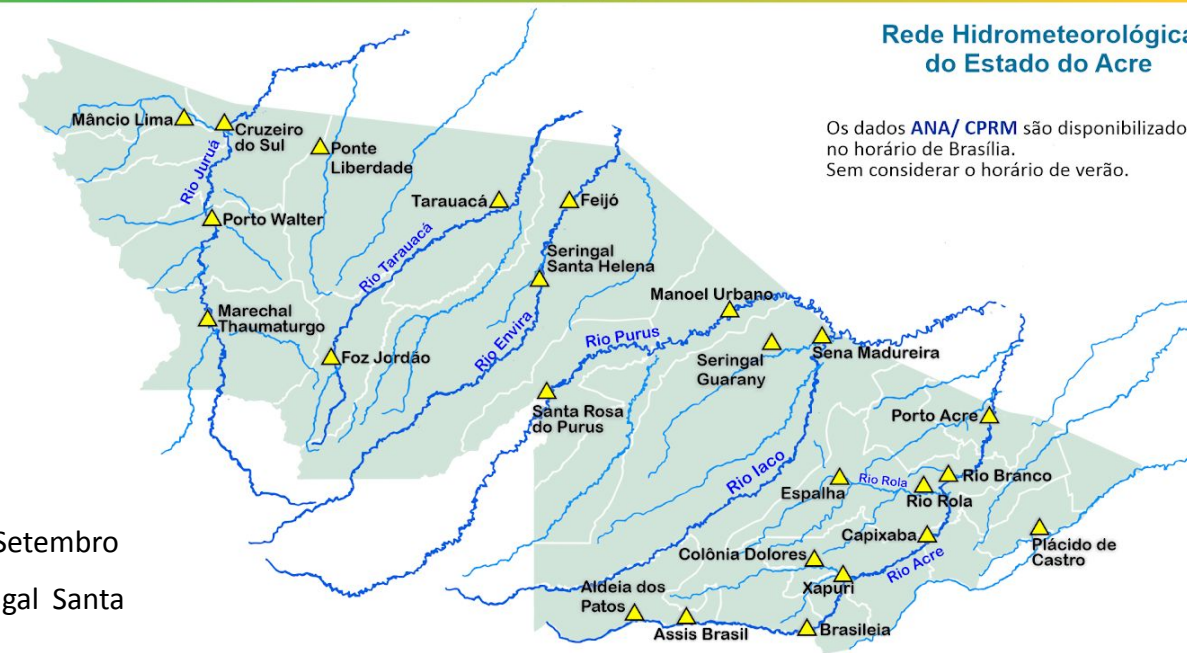 Rede Hidrometeorológica
do Estado do Acre
Os dados ANA/ CPRM são disponibilizado
no horário de Brasília.
Sem considerar o horário de verão.
Mâncio Lima
Cruzeiro
do Sul
Ponte
Liberdade
Rio Juruá
Tarauacá
Feijó
Porto Walter
Rio Tarauacá
Seringal
Santa Helena
Manoel Urbano
Marechal
Thaumaturgo
Rio Envira
Rio Purus
Foz Jordão
Seringal
Guarany
Sena Madureira
Santa Rosa
do Purus
Porto Acre
Rio Iaco
Espalha
Rio Rola
Rio Rola
Rio Branco
Capixaba
Plácido de
Castro
Colônia Dolores
Rio Acre
Xapuri
Aldeia dos
Patos
Assis Brasil
Brasileia
Setembro
gal Santa